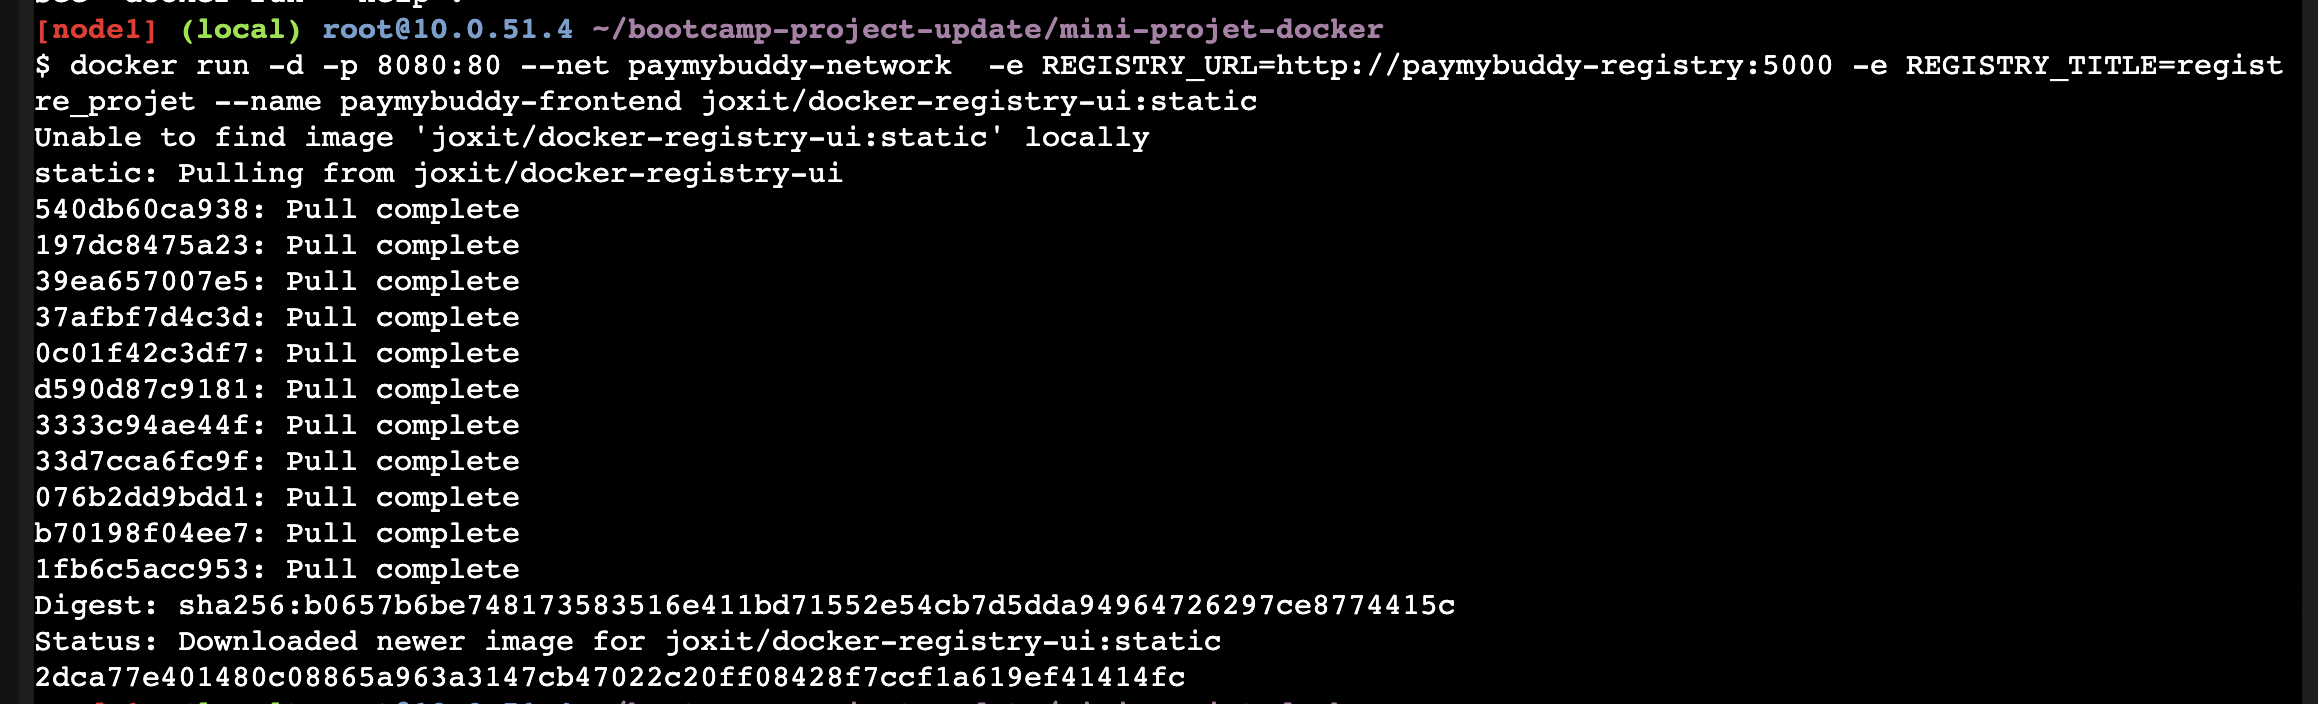 [node1] (local) root@10.0.51.4 ~/bootcamp-project-update/mini-projet-docker
$ docker run -d -p 8080:80 --net paymybuddy-network  -e REGISTRY_URL=http://paymybuddy-registry:5000 -e REGISTRY_TITLE=regist
re_projet --name paymybuddy-frontend joxit/docker-registry-ui:static
Unable to find image 'joxit/docker-registry-ui:static' locally
static: Pulling from joxit/docker-registry-ui
540db60ca938: Pull complete
197dc8475a23: Pull complete
39ea657007e5: Pull complete
37afbf7d4c3d: Pull complete
0c01f42c3df7: Pull complete
d590d87c9181: Pull complete
3333c94ae44f: Pull complete
33d7cca6fc9f: Pull complete
076b2dd9bdd1: Pull complete
b70198f04ee7: Pull complete
1fb6c5acc953: Pull complete
Digest: sha256:b0657b6be748173583516e411bd71552e54cb7d5dda94964726297ce8774415c
Status: Downloaded newer image for joxit/docker-registry-ui:static
2dca77e401480c08865a963a3147cb47022c20ff08428f7ccf1a619ef41414fc